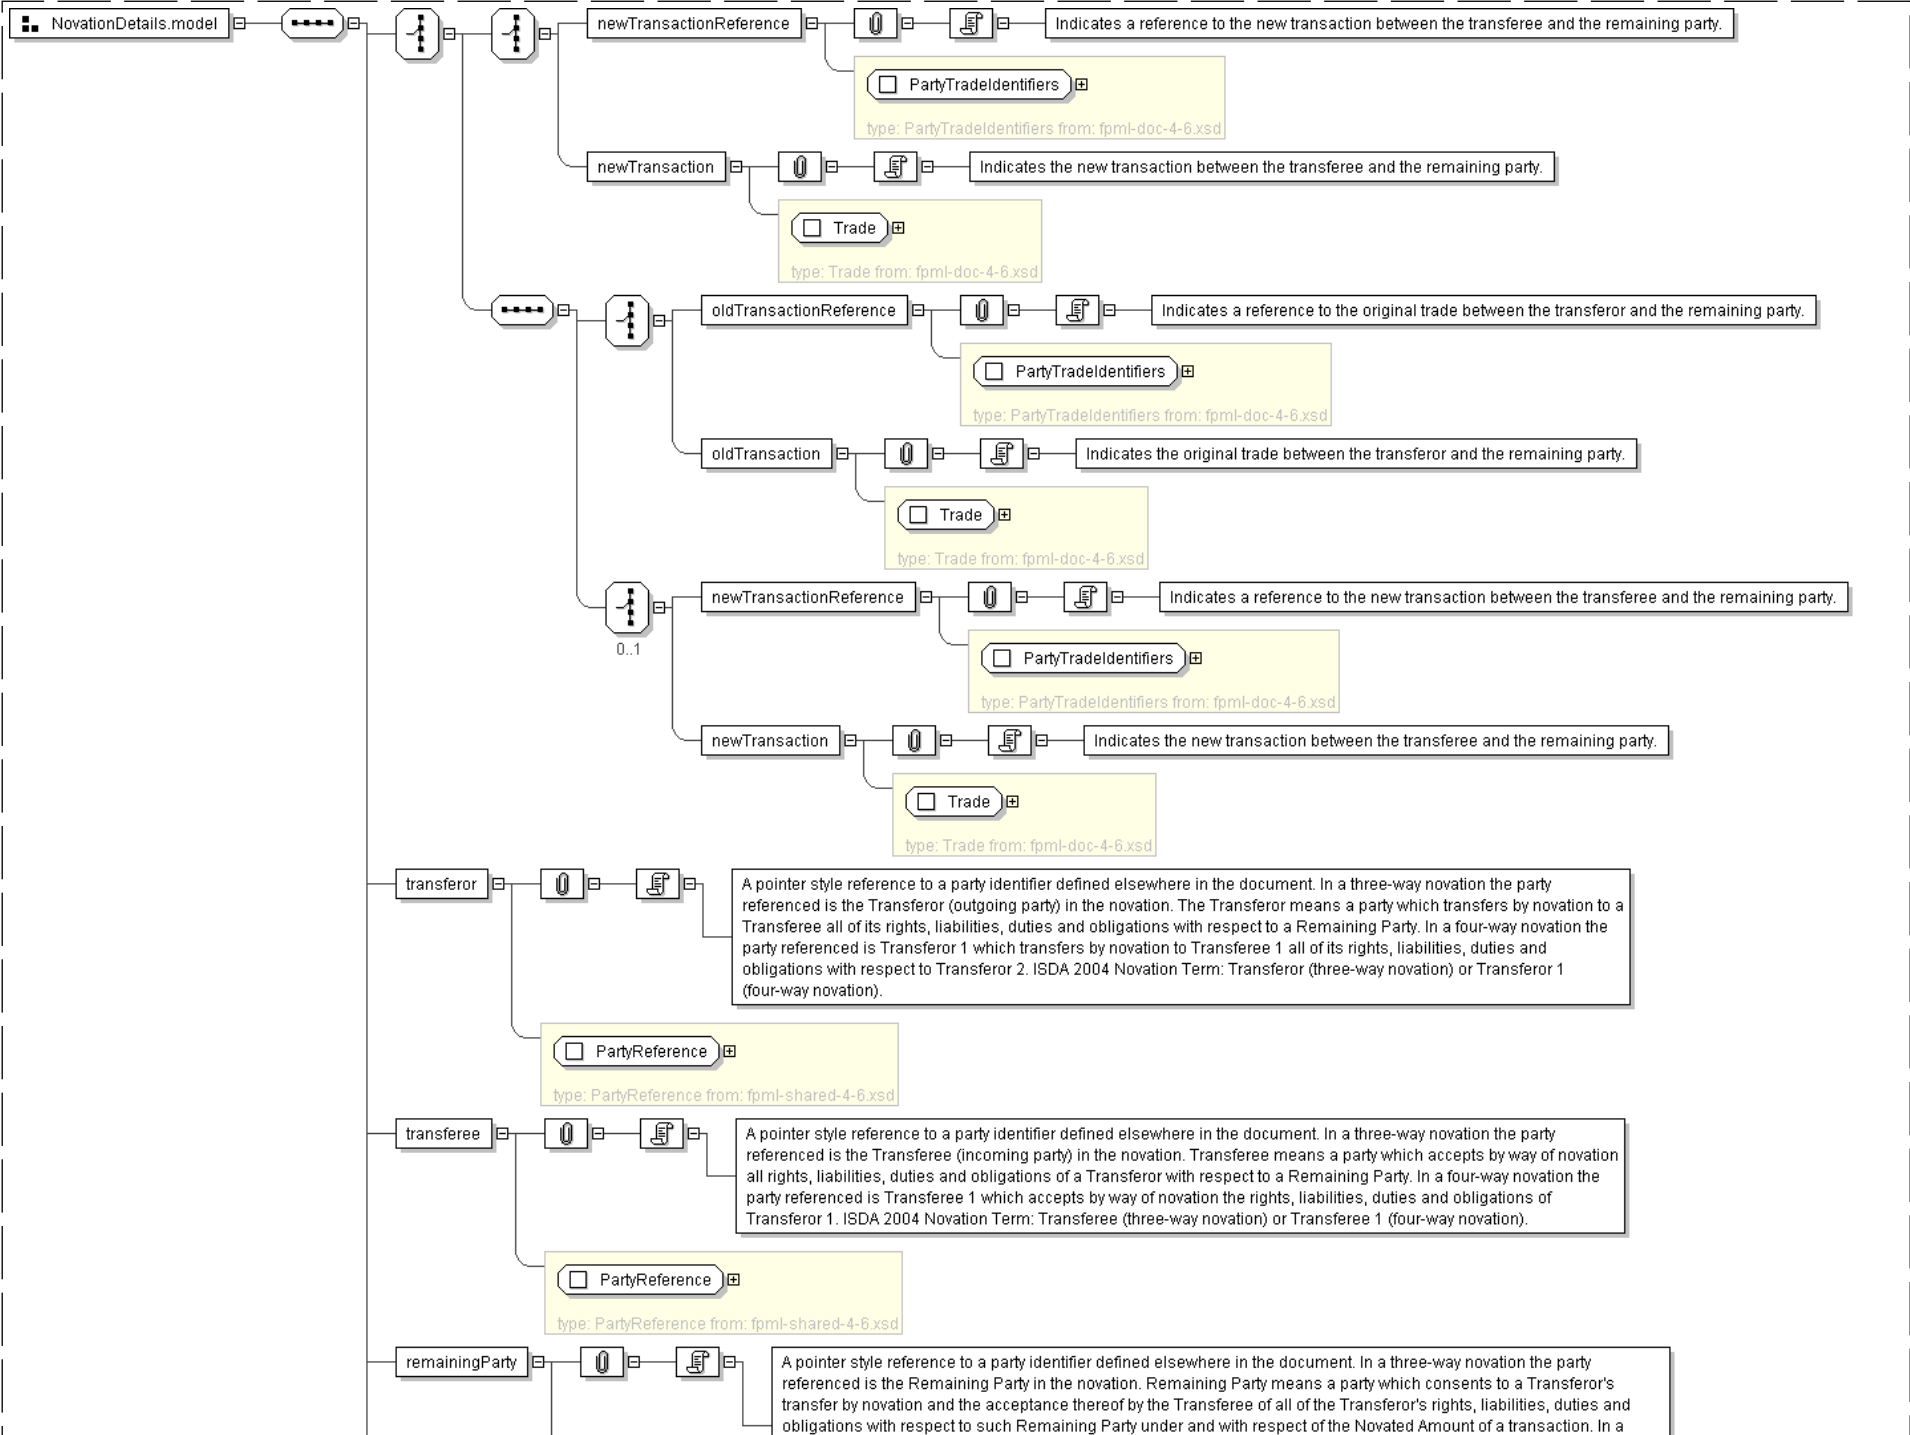 NovationDetails.model
newTransactionReference
Indicates a reference to the new transaction between the transferee and the remaining party.
PartyTradeIdentifiers
type: PartyTradeIdentifiers from: fpml-doc-4-6.xsd
newTransaction
Indicates the new transaction between the transferee and the remaining party.
Trade
type: Trade from: fpml-doc-4-6.xsd
oldTransactionReference
Indicates a reference to the original trade between the transferor and the remaining party.
PartyTradeIdentifiers
type: PartyTradeIdentifiers from: fpml-doc-4-6.xsd
oldTransaction
Indicates the original trade between the transferor and the remaining party.
Trade
type: Trade from: fpml-doc-4-6.xsd
newTransactionReference
Indicates a reference to the new transaction between the transferee and the remaining party.
0..1
PartyTradeIdentifiers
type: PartyTradeIdentifiers from: fpml-doc-4-6.xsd
newTransaction
Indicates the new transaction between the transferee and the remaining party.
Trade
type: Trade from: fpml-doc-4-6.xsd
transferor
A pointer style reference to a party identifier defined elsewhere in the document. In a three-way novation the party
referenced is the Transferor (outgoing party) in the novation. The Transferor means a party which transfers by novation to a
Transferee all of its rights, liabilities, duties and obligations with respect to a Remaining Party. In a four-way novation the
party referenced is Transferor 1 which transfers by novation to Transferee 1 all of its rights, liabilities, duties and
obligations with respect to Transferor 2. ISDA 2004 Novation Term: Transferor (three-way novation) or Transferor 1
(four-way novation).
PartyReference
type: PartyReference from: fpml-shared-4-6.xsd
transferee
A pointer style reference to a party identifier defined elsewhere in the document. In a three-way novation the party
referenced is the Transferee (incoming party) in the novation. Transferee means a party which accepts by way of novation
all rights, liabilities, duties and obligations of a Transferor with respect to a Remaining Party. In a four-way novation the
party referenced is Transferee 1 which accepts by way of novation the rights, liabilities, duties and obligations of
Transferor 1. ISDA 2004 Novation Term: Transferee (three-way novation) or Transferee 1 (four-way novation).
PartyReference
type: PartyReference from: fpml-shared-4-6.xsd
remainingParty
A pointer style reference to a party identifier defined elsewhere in the document. In a three-way novation the party
referenced is the Remaining Party in the novation. Remaining Party means a party which consents to a Transferor's
transfer by novation and the acceptance thereof by the Transferee of all of the Transferor's rights, liabilities, duties and
obligations with respect to such Remaining Party under and with respect of the Novated Amount of a transaction. In a